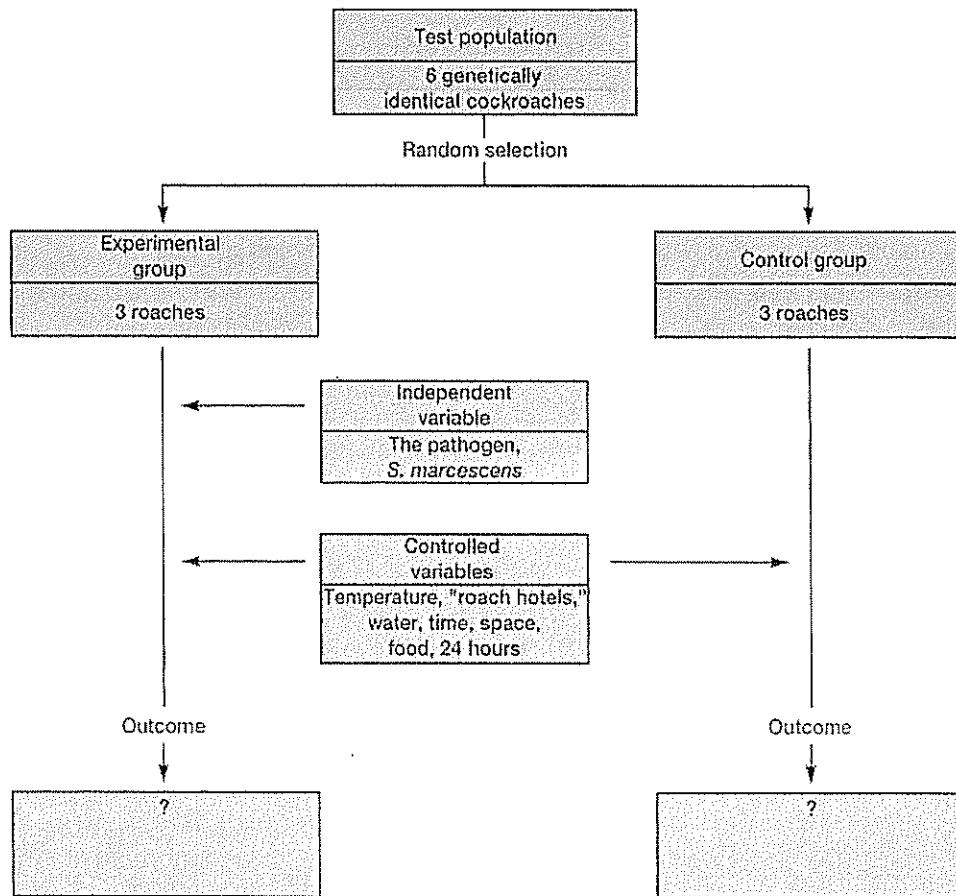 Test population
6 genetically
identical cockroaches
Random selection
Experimental
group
3 roaches
Control group
3 roaches
Independent
variable
The pathogen,
S. marcescens
Controlled
variables
Temperature, "roach hotels,"
water, time, space,
food, 24 hours
Outcome
Outcome
?
?